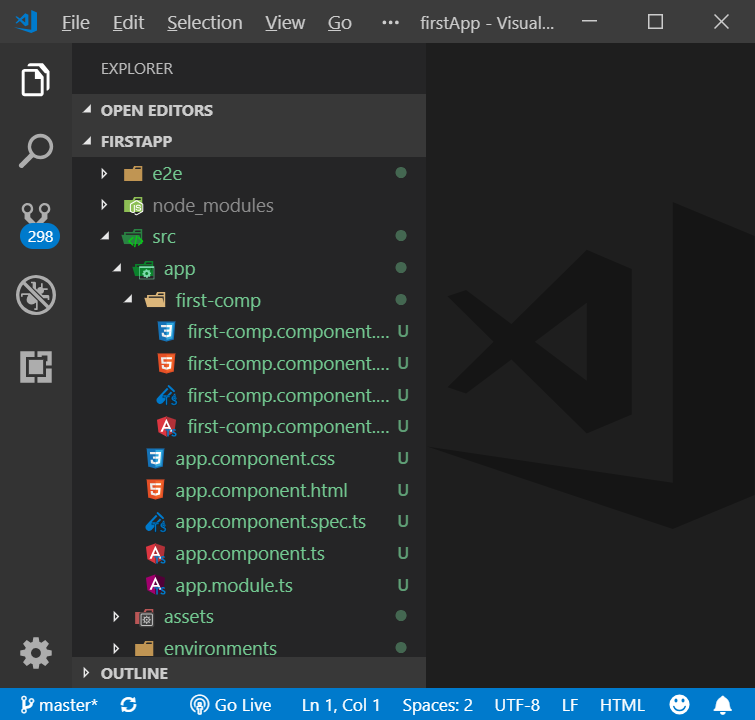 File Edit Selection View Go ··· firstApp - Visual...
EXPLORER
OPEN EDITORS
FIRSTAPP
e2e
node_modules
src
298
app
first-comp
first-comp.component.... U
first-comp.component.... U
first-comp.component.... U
first-comp.component.... U
app.component.css U
app.component.html U
app.component.spec.ts U
app.component.ts U
app.module.ts U
assets
environments
OUTLINE
master* Go Live Ln 1, Col 1 Spaces: 2 UTF-8 LF HTML